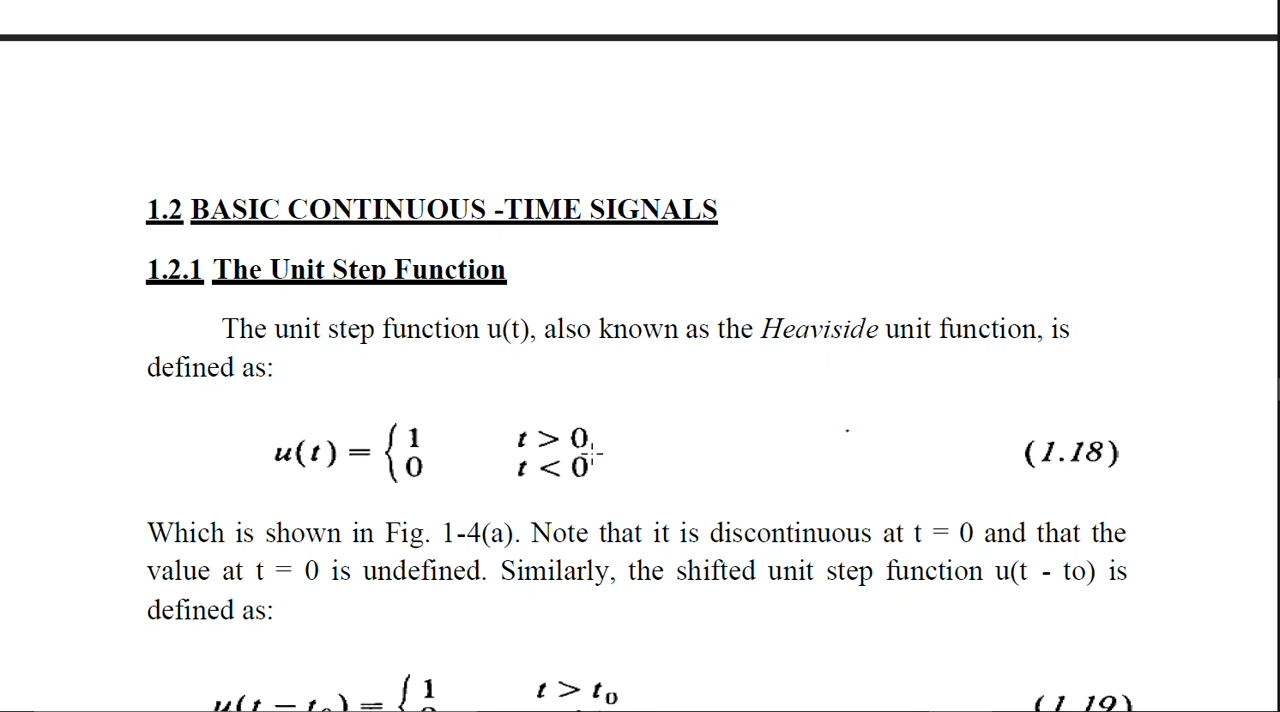 1.2 BASIC CONTINUOUS -TIME SIGNALS
1.2.1 The Unit Step Function
The unit step function u(t), also known as the Heaviside unit function, is
defined as:
u(t) = { 1 t > 0
0 t < 0 (1.18)
Which is shown in Fig. 1-4(a). Note that it is discontinuous at t = 0 and that the
value at t = 0 is undefined. Similarly, the shifted unit step function u(t - to) is
defined as:
u(t − t₀) = { 1 t > t₀ (1.19)